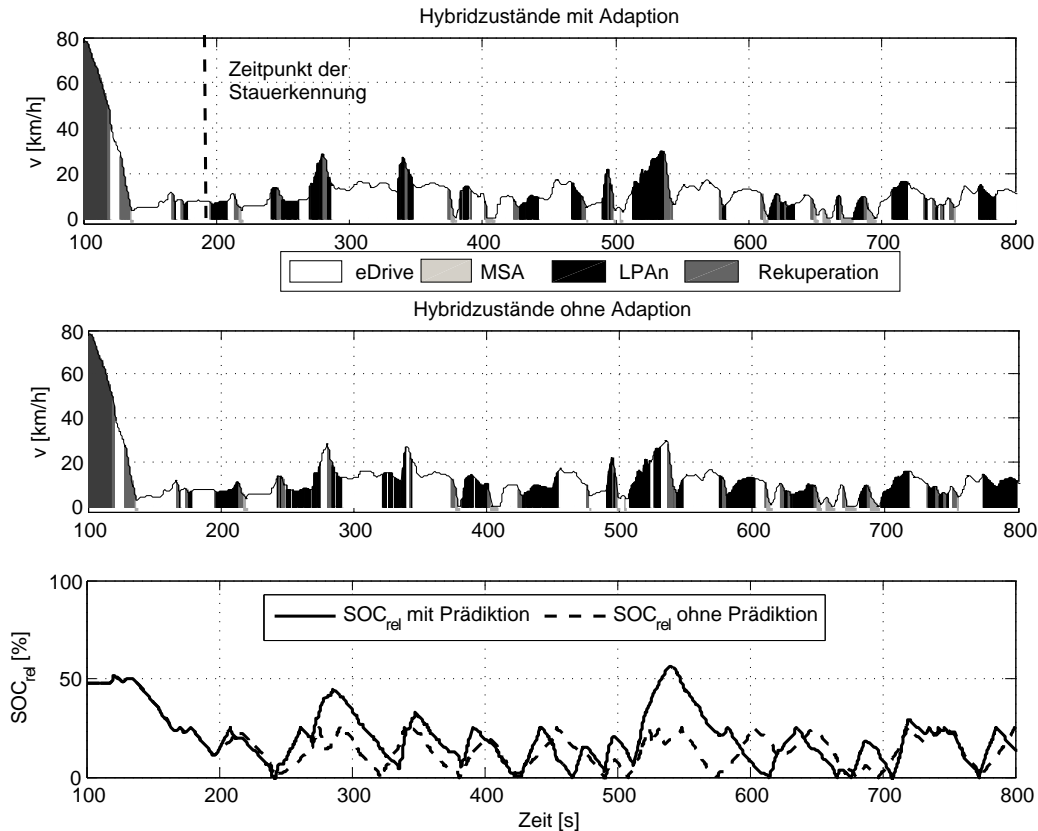 Hybridzustände mit Adaption
80
60
40
20
0
v [km/h]
Zeitpunkt der
Stauerkennung
100 200 300 400 500 600 700 800
eDrive MSA LPAn Rekuperation
Hybridzustände ohne Adaption
80
60
40
20
0
v [km/h]
100 200 300 400 500 600 700 800
100
50
0
SOCrel [%]
SOCrel mit Prädiktion SOCrel ohne Prädiktion
100 200 300 400 500 600 700 800
Zeit [s]